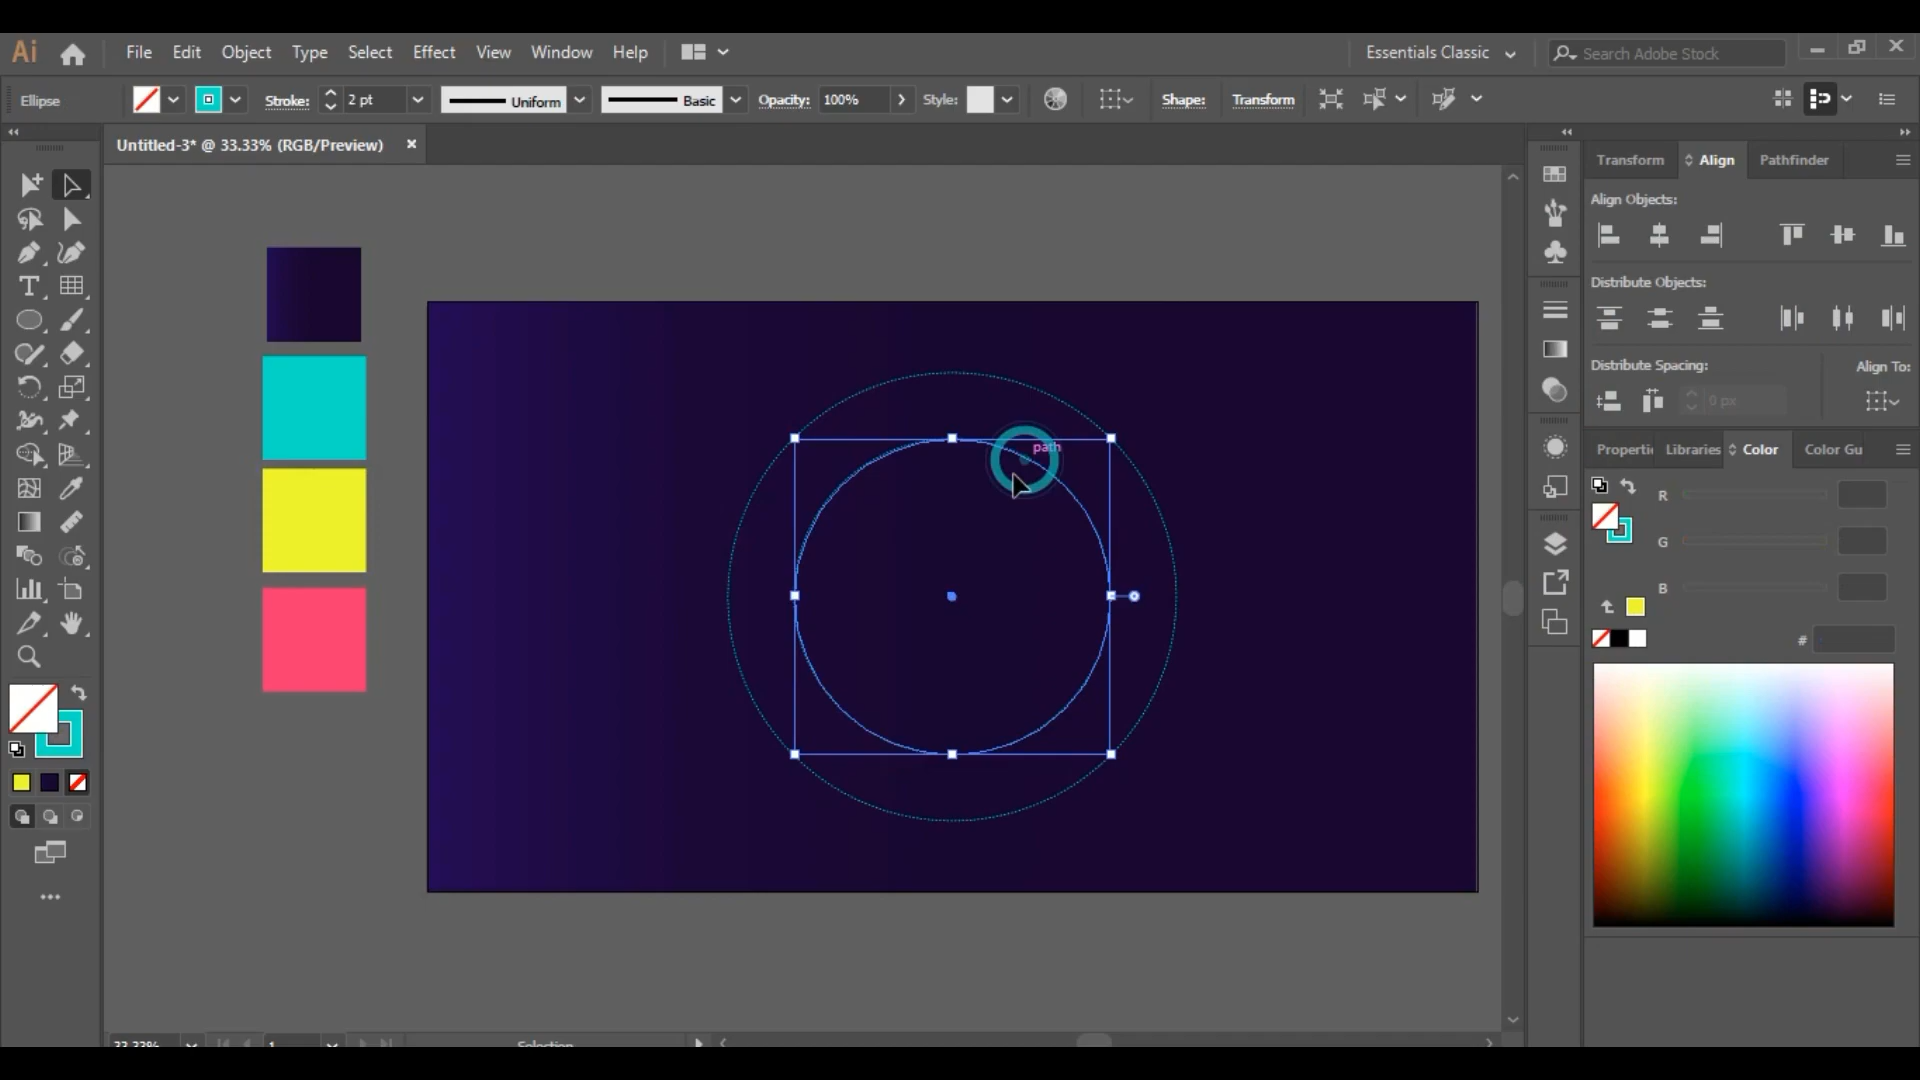 Ai File Edit Object Type Select Effect View Window Help Essentials Classic Search Adobe Stock
Ellipse Stroke: 2 pt Uniform Basic Opacity: 100% Style: Shape: Transform
Untitled-3* @ 33.33% (RGB/Preview) ×
Transform Align Pathfinder
Align Objects:
Distribute Objects:
Distribute Spacing: Align To:
0 px
Properti Libraries Color Color Gu
path
R
G
B
#
33.33% 1 Selection